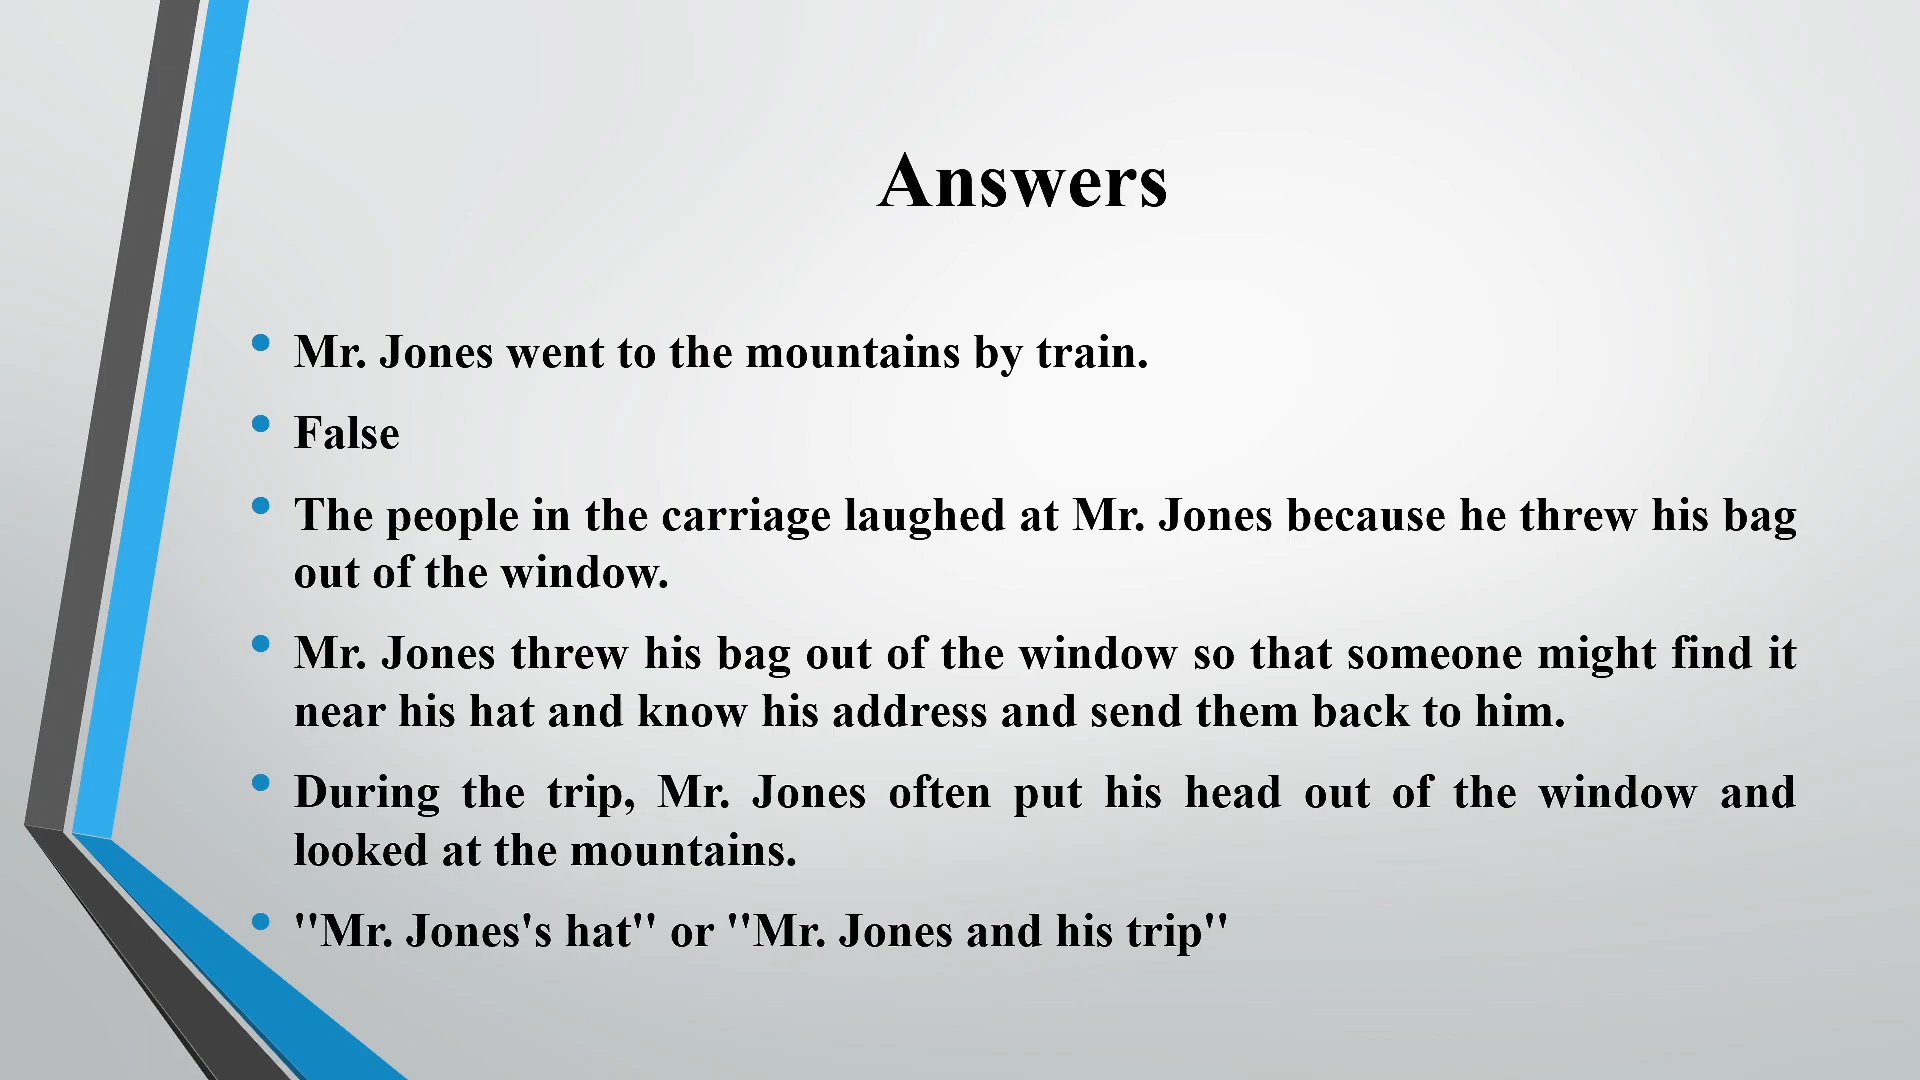 Answers
• Mr. Jones went to the mountains by train.
• False
• The people in the carriage laughed at Mr. Jones because he threw his bag
out of the window.
• Mr. Jones threw his bag out of the window so that someone might find it
near his hat and know his address and send them back to him.
• During the trip, Mr. Jones often put his head out of the window and
looked at the mountains.
• "Mr. Jones's hat" or "Mr. Jones and his trip"